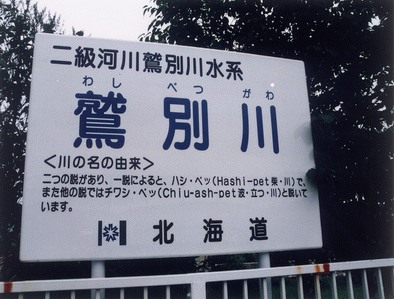 二級河川鷲別川水系
わし べつ がわ
鷲別川
＜川の名の由来＞
二つの説があり、一説によると、ハシ・ペッ(Hashi-pet 柴・川)で、
また他の説ではチワシ・ペッ(Chiu-ash-pet 波・立つ・川)と説いて
います。
北海道